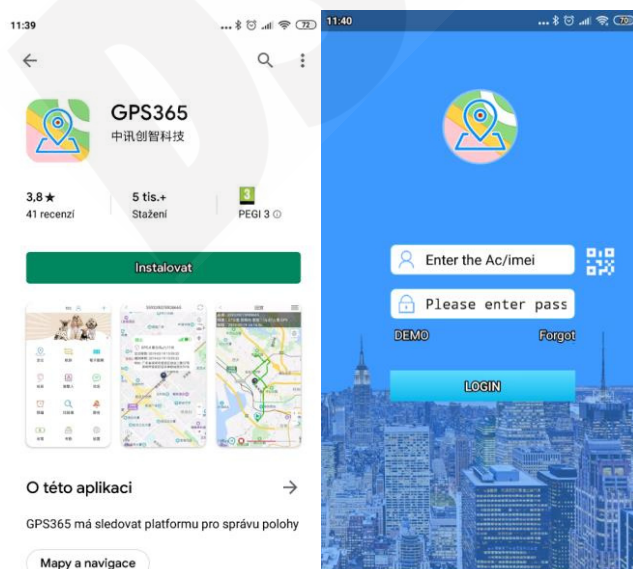 11:39
72
GPS365
中讯创智科技
3,8★
41 recenzí
5 tis.+
Stažení
3
PEGI 3
Instalovat
O této aplikaci
GPS365 má sledovat platformu pro správu polohy
Mapy a navigace
11:40
70
Enter the Ac/imei
Please enter pass
DEMO
Forgot
LOGIN